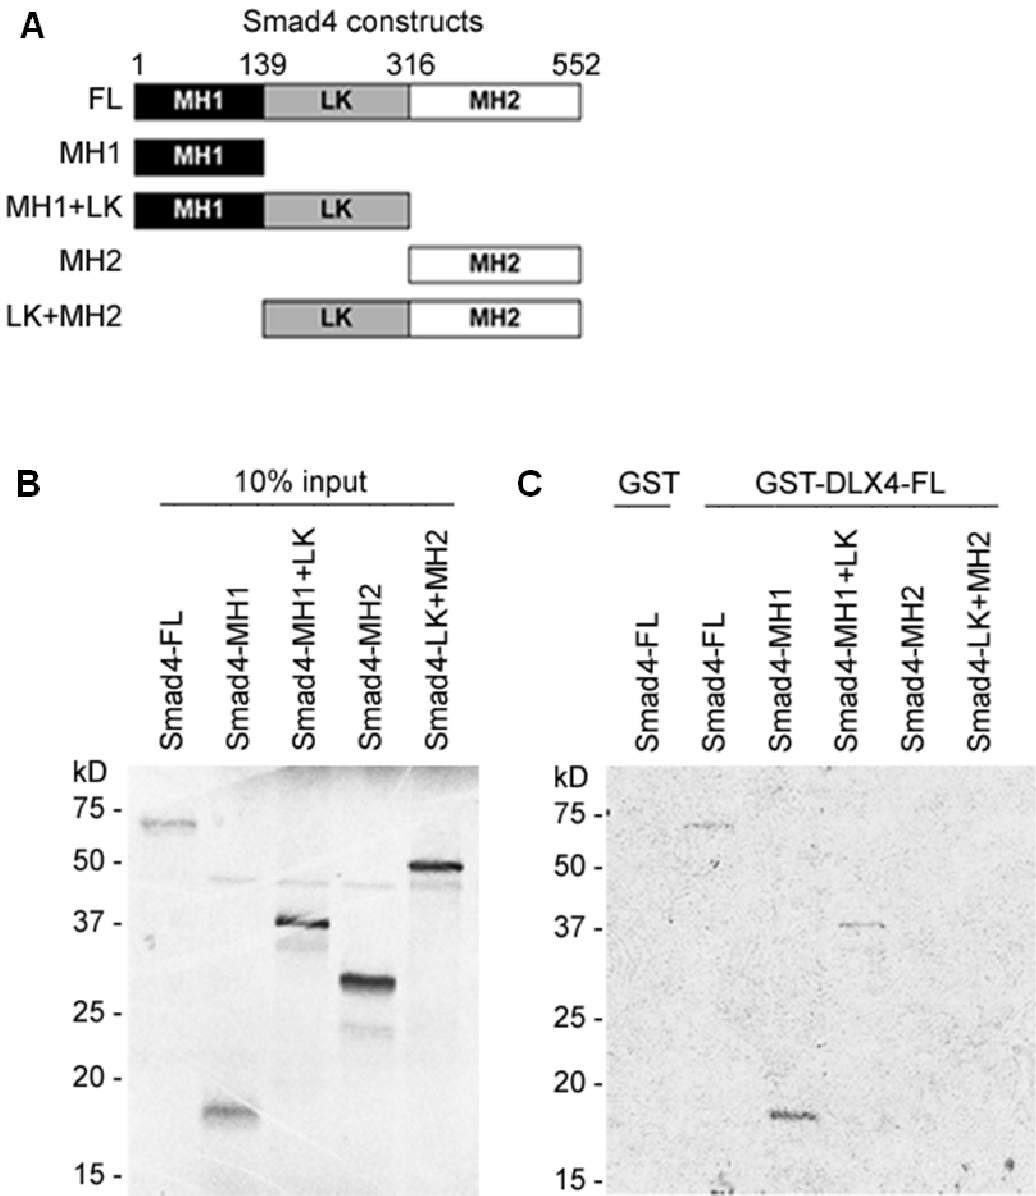 A
Smad4 constructs
1 139 316 552
FL MH1 LK MH2
MH1 MH1
MH1+LK MH1 LK
MH2 MH2
LK+MH2 LK MH2
B
10% input
Smad4-FL
Smad4-MH1
Smad4-MH1+LK
Smad4-MH2
Smad4-LK+MH2
kD
75 -
50 -
37 -
25 -
20 -
15 -
C
GST GST-DLX4-FL
Smad4-FL
Smad4-FL
Smad4-MH1
Smad4-MH1+LK
Smad4-MH2
Smad4-LK+MH2
kD
75 -
50 -
37 -
25 -
20 -
15 -